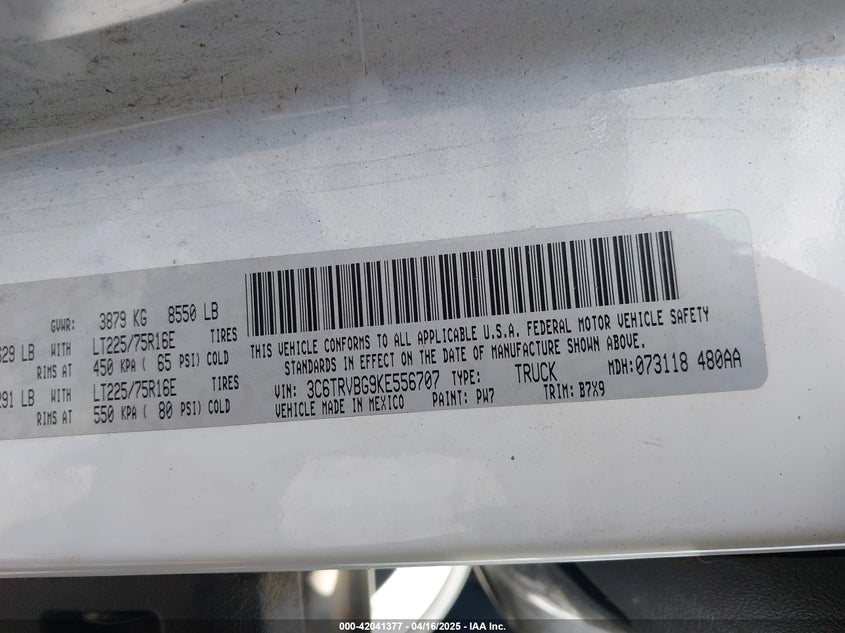 GVWR: 3879 KG 8550 LB
629 LB WITH LT225/75R16E TIRES
RIMS AT 450 KPA ( 65 PSI) COLD
291 LB WITH LT225/75R16E TIRES
RIMS AT 550 KPA ( 80 PSI) COLD
THIS VEHICLE CONFORMS TO ALL APPLICABLE U.S.A. FEDERAL MOTOR VEHICLE SAFETY
STANDARDS IN EFFECT ON THE DATE OF MANUFACTURE SHOWN ABOVE.
VIN: 3C6TRVBG9KE556707 TYPE: TRUCK MDH:073118 480AA
VEHICLE MADE IN MEXICO PAINT: PW7 TRIM: B7X9
000-42041377 - 04/16/2025 - IAA Inc.